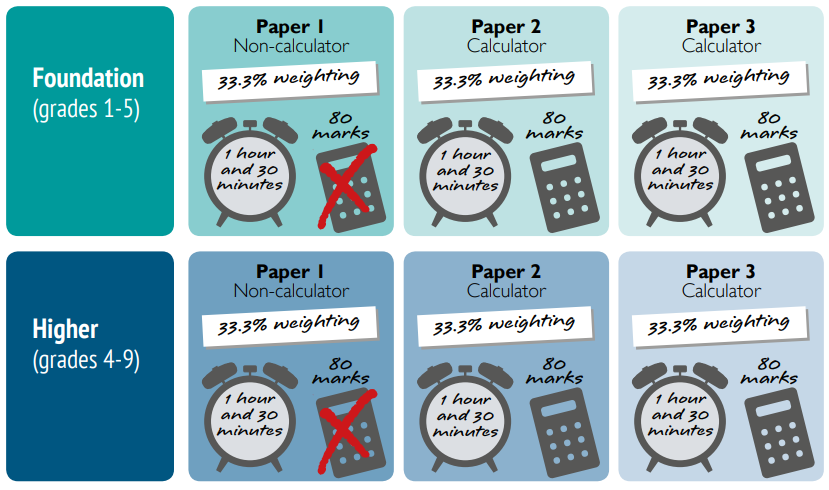 Foundation
(grades 1-5)
Paper 1
Non-calculator
33.3% weighting
80
marks
1 hour
and 30
minutes
Paper 2
Calculator
33.3% weighting
80
marks
1 hour
and 30
minutes
Paper 3
Calculator
33.3% weighting
80
marks
1 hour
and 30
minutes
Higher
(grades 4-9)
Paper 1
Non-calculator
33.3% weighting
80
marks
1 hour
and 30
minutes
Paper 2
Calculator
33.3% weighting
80
marks
1 hour
and 30
minutes
Paper 3
Calculator
33.3% weighting
80
marks
1 hour
and 30
minutes